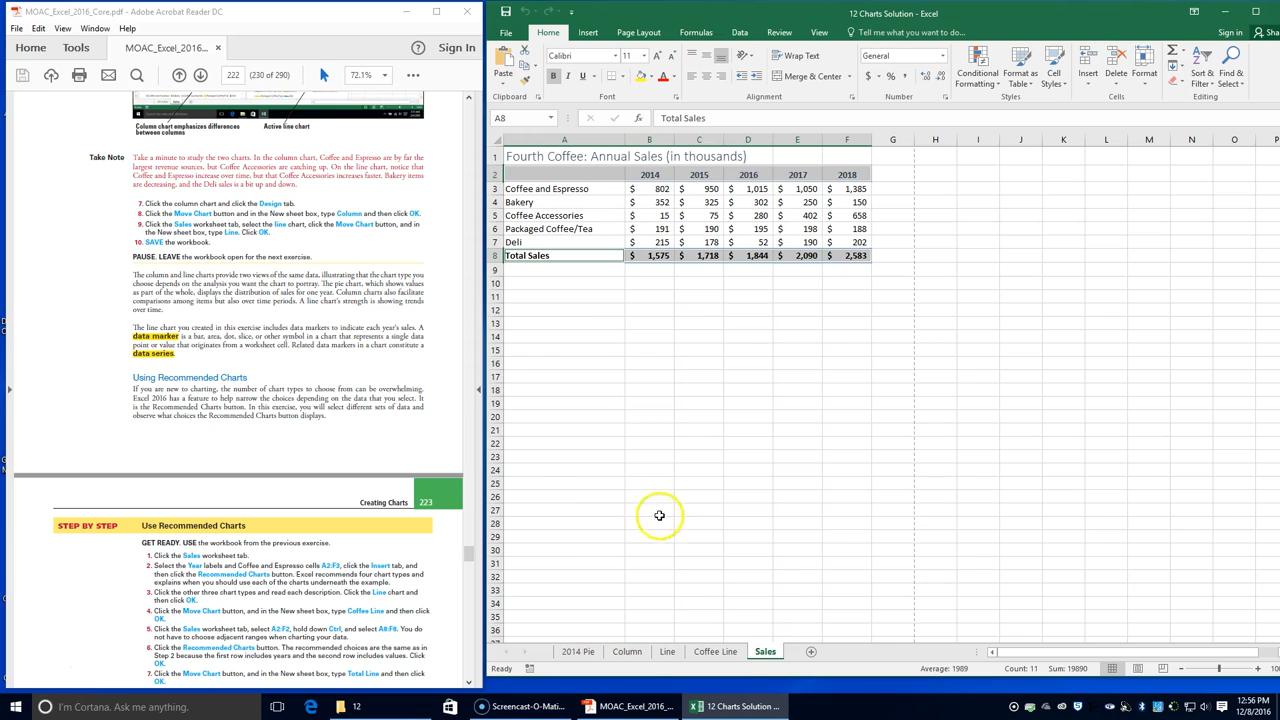 MOAC_Excel_2016_Core.pdf - Adobe Acrobat Reader DC
File Edit View Window Help
Home Tools MOAC_Excel_2016... × Sign In
222 (230 of 290) 72.1%
Column chart emphasizes differences
between columns
Active line chart
Take Note
Take a minute to study the two charts. In the column chart, Coffee and Espresso are by far the
largest revenue sources, but Coffee Accessories are catching up. On the line chart, notice that
Coffee and Espresso increase over time, but that Coffee Accessories increases faster. Bakery items
are decreasing, and the Deli sales is a bit up and down.
7. Click the column chart and click the Design tab.
8. Click the Move Chart button and in the New sheet box, type Column and then click OK.
9. Click the Sales worksheet tab, select the line chart, click the Move Chart button, and in
the New sheet box, type Line. Click OK.
10. SAVE the workbook.
PAUSE. LEAVE the workbook open for the next exercise.
The column and line charts provide two views of the same data, illustrating that the chart type you
choose depends on the analysis you want the chart to portray. The pie chart, which shows values
as part of the whole, displays the distribution of sales for one year. Column charts also facilitate
comparisons among items but also over time periods. A line chart's strength is showing trends
over time.
The line chart you created in this exercise includes data markers to indicate each year's sales. A
data marker is a bar, area, dot, slice, or other symbol in a chart that represents a single data
point or value that originates from a worksheet cell. Related data markers in a chart constitute a
data series.
Using Recommended Charts
If you are new to charting, the number of chart types to choose from can be overwhelming.
Excel 2016 has a feature to help narrow the choices depending on the data that you select. It
is the Recommended Charts button. In this exercise, you will select different sets of data and
observe what choices the Recommended Charts button displays.
Creating Charts 223
STEP BY STEP Use Recommended Charts
GET READY. USE the workbook from the previous exercise.
1. Click the Sales worksheet tab.
2. Select the Year labels and Coffee and Espresso cells A2:F3, click the Insert tab, and
then click the Recommended Charts button. Excel recommends four chart types and
explains when you should use each of the charts underneath the example.
3. Click the other three chart types and read each description. Click the Line chart and
then click OK.
4. Click the Move Chart button, and in the New sheet box, type Coffee Line and then click
OK.
5. Click the Sales worksheet tab, select A2:F2, hold down Ctrl, and select A8:F8. You do
not have to choose adjacent ranges when charting your data.
6. Click the Recommended Charts button. The recommended choices are the same as in
Step 2 because the first row includes years and the second row includes values. Click
OK.
7. Click the Move Chart button, and in the New sheet box, type Total Line and then click
OK.
12 Charts Solution - Excel
File Home Insert Page Layout Formulas Data Review View Tell me what you want to do... Sign in
Paste Calibri 11 A A Wrap Text General
B I U A Merge & Center $ % ,
Conditional Formatting Format as Table Cell Styles Insert Delete Format Sort & Filter Find & Select
Clipboard Font Alignment Number Styles Cells Editing
A8 fx Total Sales
A B C D E F G H I J K L M N O P
1 Fourth Coffee: Annual Sales (in thousands)
2 2014 2015 2016 2017 2018
3 Coffee and Espresso $ 802 $ 950 $ 1,015 $ 1,050 $ 1,385
4 Bakery $ 352 $ 325 $ 302 $ 250 $ 150
5 Coffee Accessories $ 15 $ 75 $ 280 $ 402 $ 658
6 Packaged Coffee/Tea $ 191 $ 190 $ 195 $ 198 $ 188
7 Deli $ 215 $ 178 $ 52 $ 190 $ 202
8 Total Sales $ 1,575 $ 1,718 $ 1,844 $ 2,090 $ 2,583
9
10
11
12
13
14
15
16
17
18
19
20
21
22
23
24
25
26
27
28
29
30
31
32
33
34
35
36
2014 Pie Column Line Coffee Line Sales
Ready Average: 1989 Count: 11 Sum: 19890 100
I'm Cortana. Ask me anything.
12
Screencast-O-Mati...
MOAC_Excel_2016_...
12 Charts Solution - ...
12:56 PM
12/8/2016